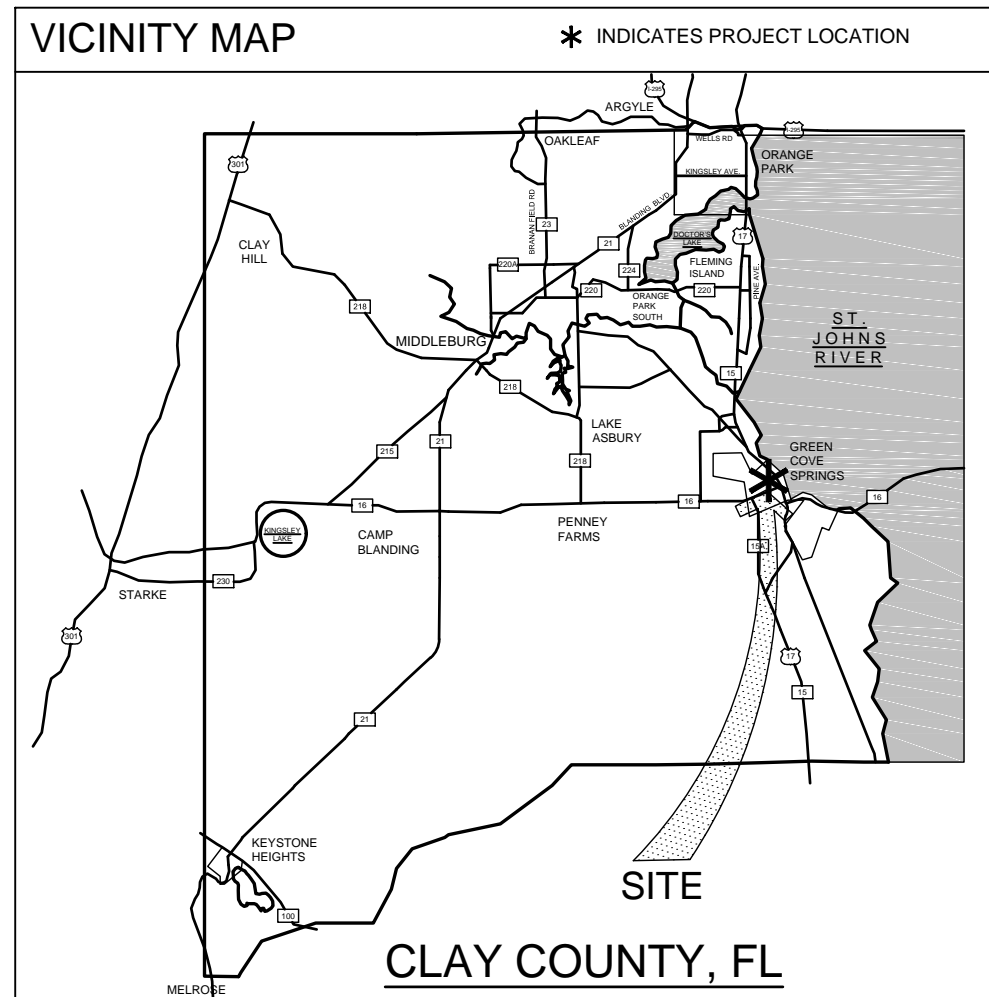 VICINITY MAP
INDICATES PROJECT LOCATION
I-295
ARGYLE
I-295
OAKLEAF
WELLS RD
ORANGE
PARK
301
KINGSLEY AVE.
BRANAN FIELD RD
23
BLANDING BLVD.
21
DOCTOR'S
LAKE
17
CLAY
HILL
220A
224
FLEMING
ISLAND
PINE AVE.
218
220
ORANGE
PARK
SOUTH
220
ST.
JOHNS
RIVER
MIDDLEBURG
15
218
LAKE
ASBURY
21
215
218
GREEN
COVE
SPRINGS
16
16
16
KINGSLEY
LAKE
CAMP
BLANDING
PENNEY
FARMS
15A
230
STARKE
301
17
15
21
KEYSTONE
HEIGHTS
SITE
100
CLAY COUNTY, FL
MELROSE